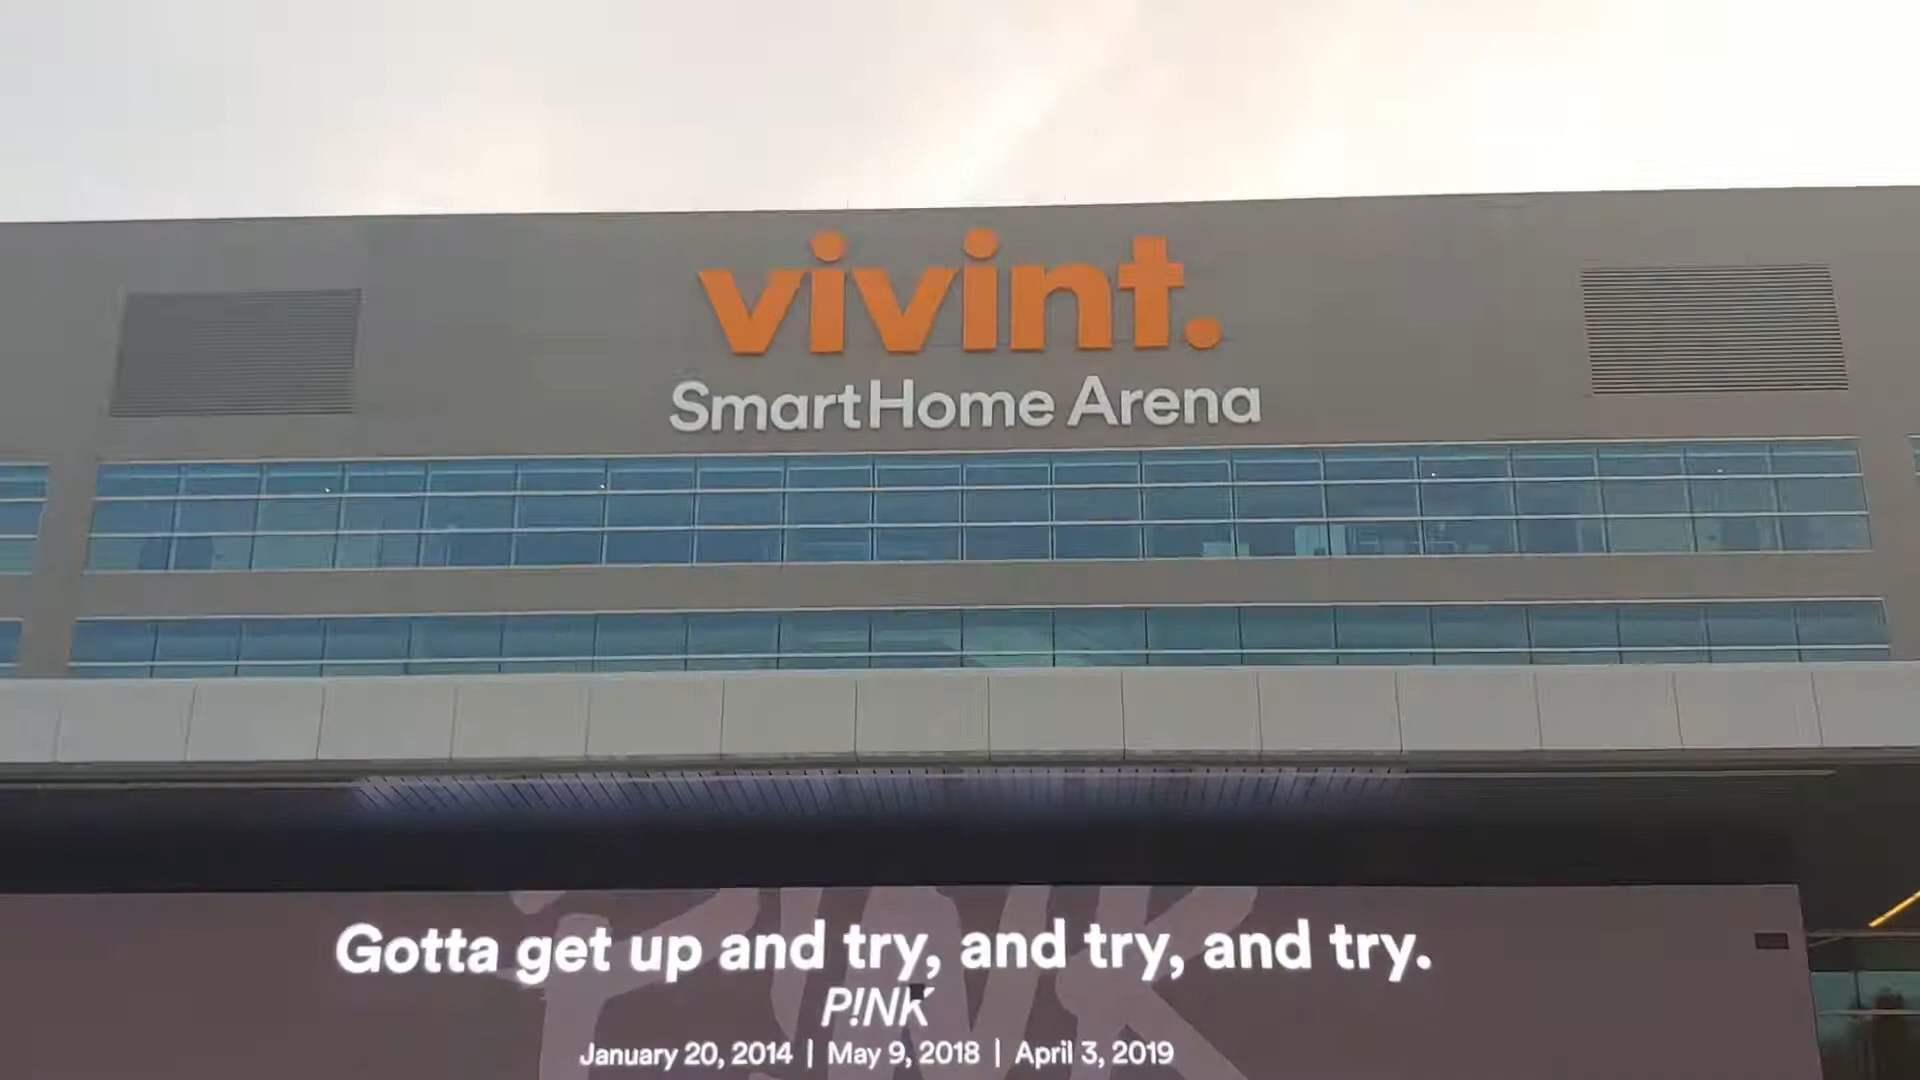 vivint.
SmartHome Arena
Gotta get up and try, and try, and try.
P!NK
January 20, 2014 | May 9, 2018 | April 3, 2019